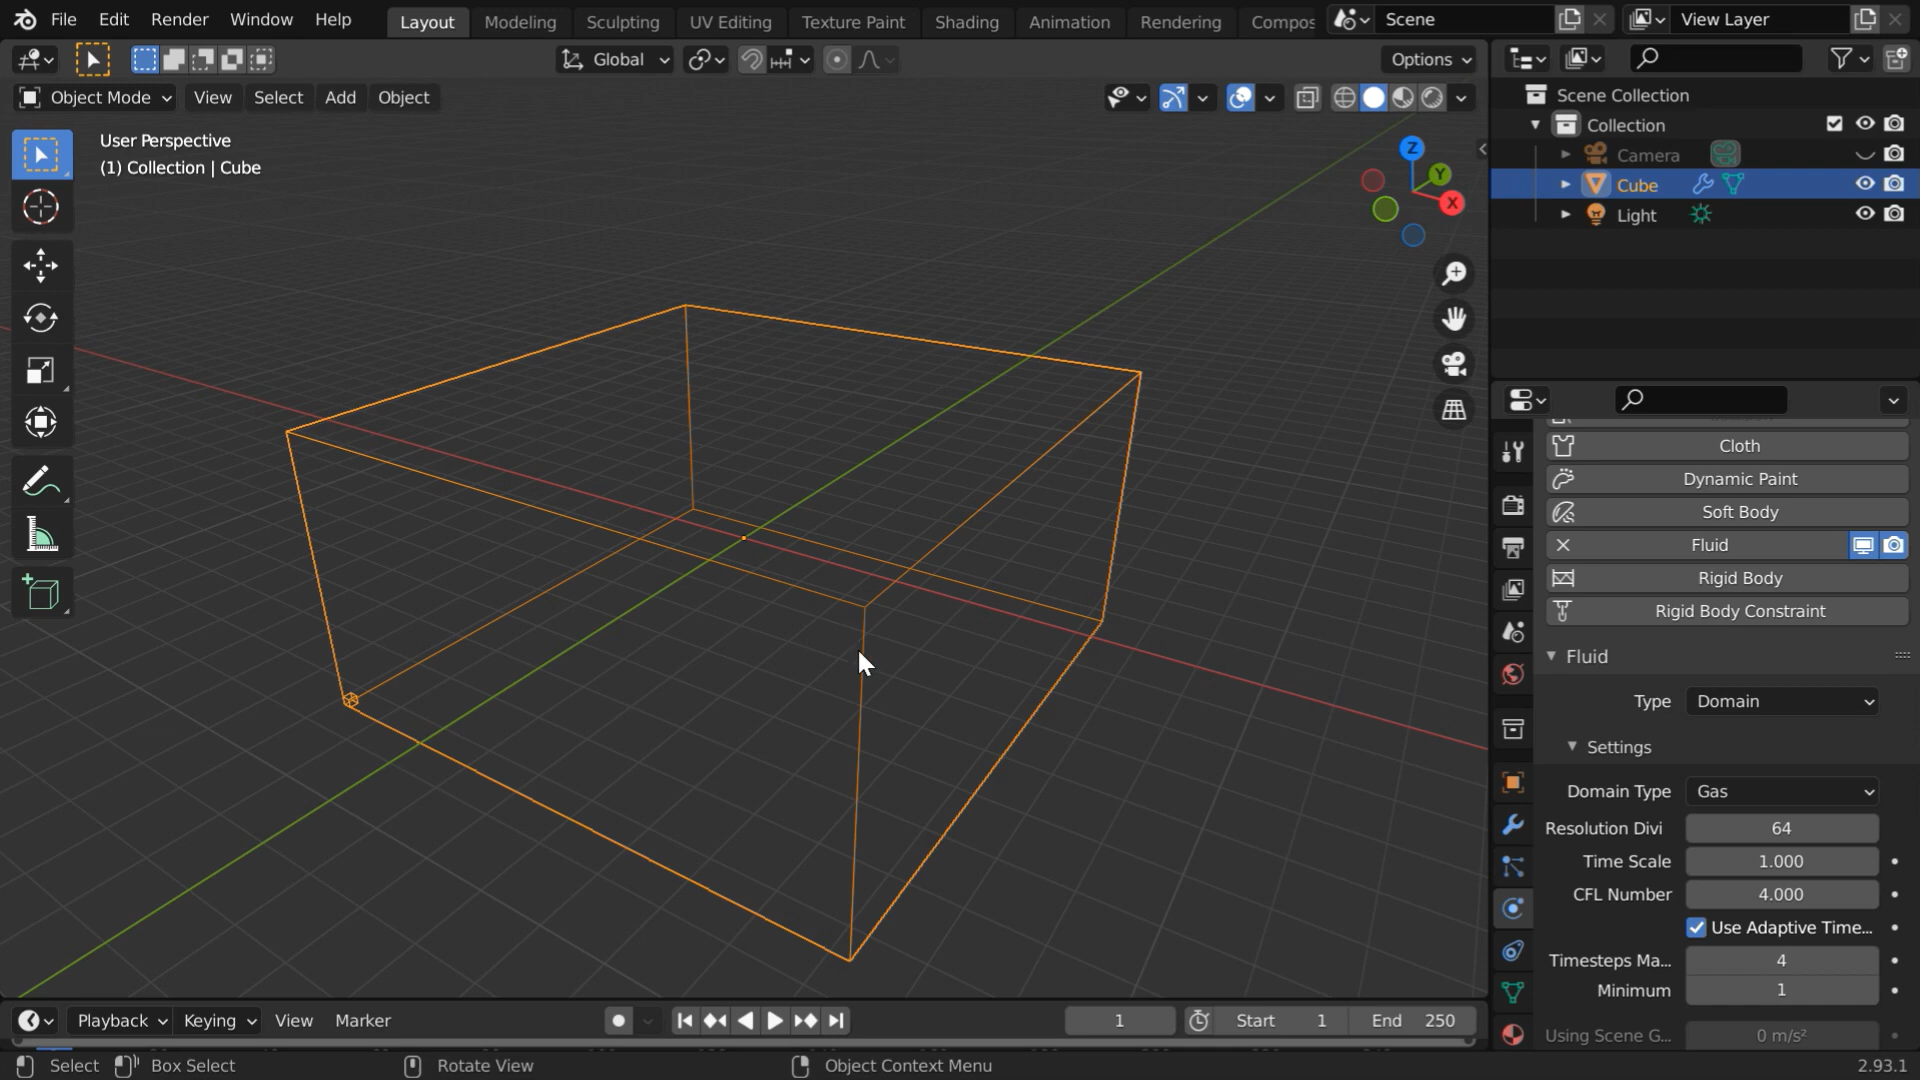 File Edit Render Window Help Layout Modeling Sculpting UV Editing Texture Paint Shading Animation Rendering Compos Scene View Layer
Global Options
Object Mode View Select Add Object
User Perspective
(1) Collection | Cube
Z
Y
X
Scene Collection
Collection
Camera
Cube
Light
Cloth
Dynamic Paint
Soft Body
Fluid
Rigid Body
Rigid Body Constraint
Fluid
Type Domain
Settings
Domain Type Gas
Resolution Divi 64
Time Scale 1.000
CFL Number 4.000
Use Adaptive Time...
Timesteps Ma... 4
Minimum 1
Using Scene G... 0 m/s²
Playback Keying View Marker 1 Start 1 End 250
Select Box Select Rotate View Object Context Menu 2.93.1